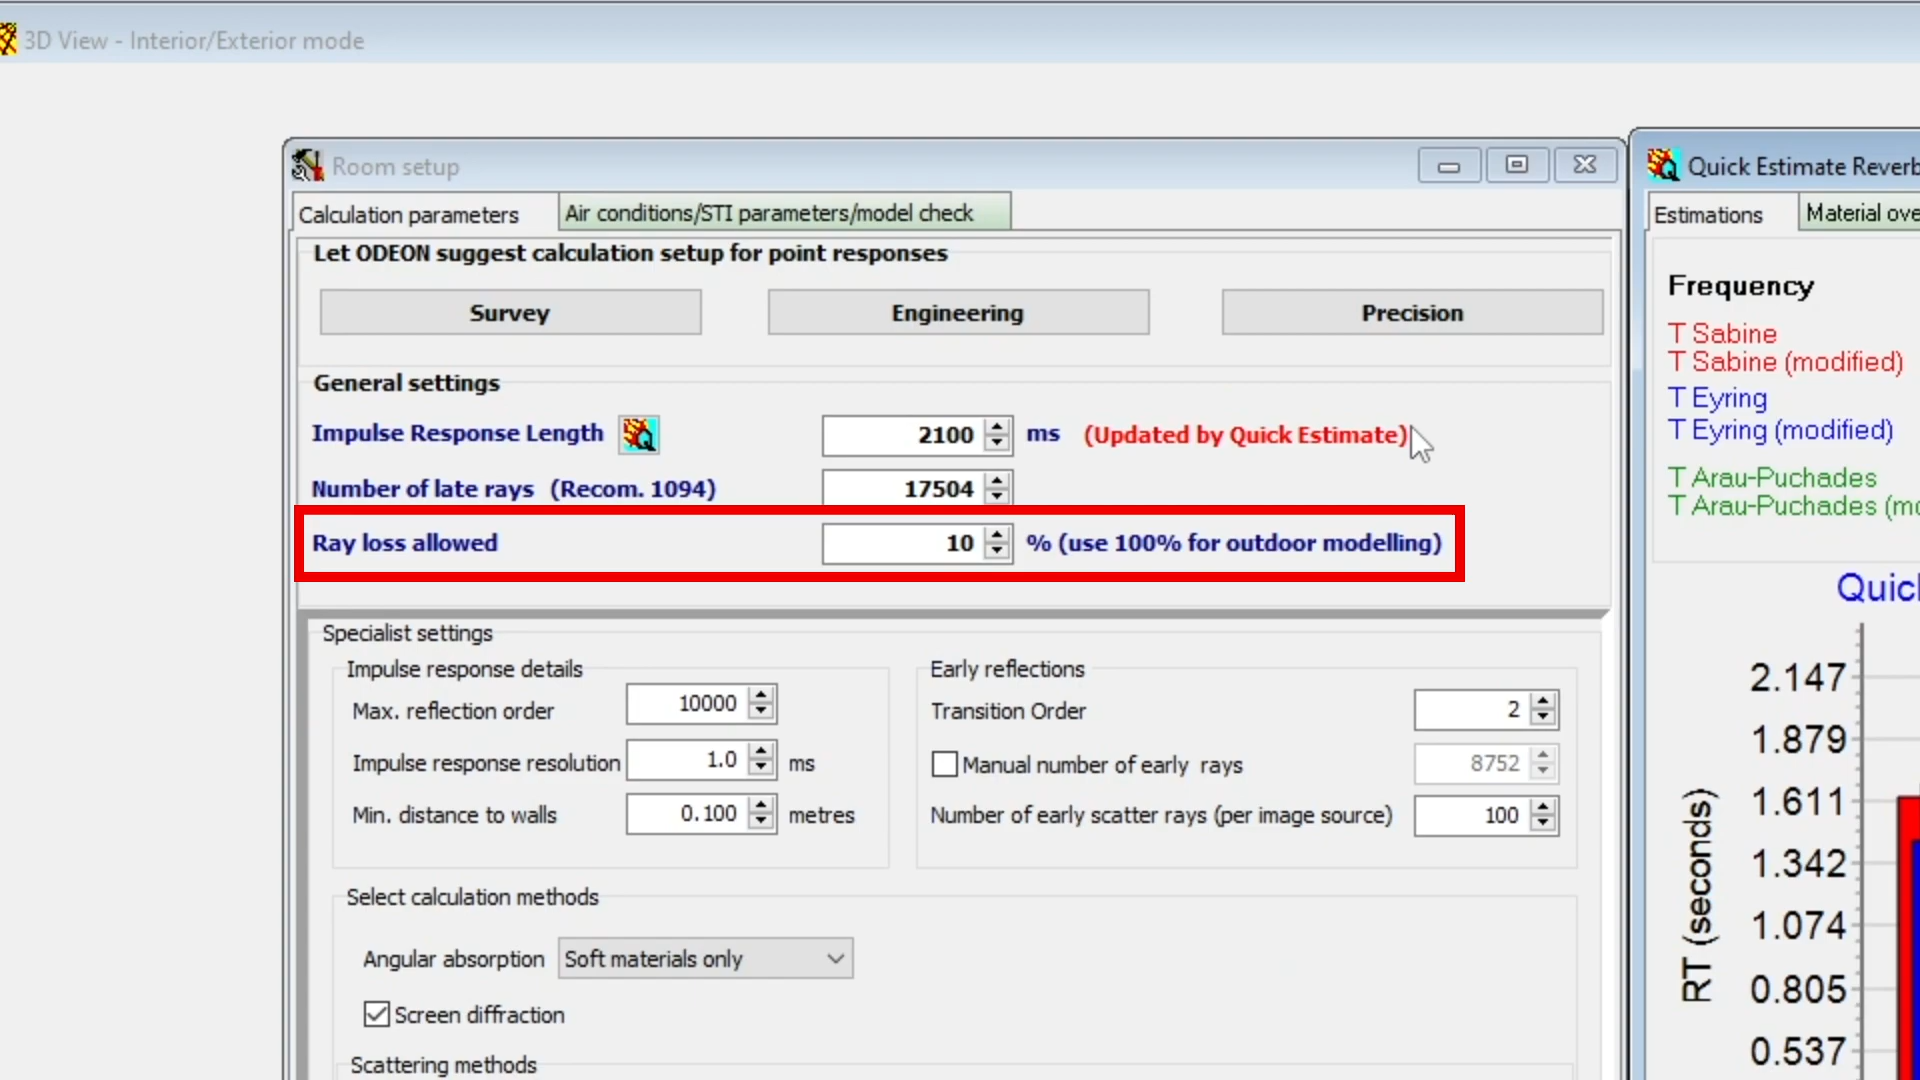 3D View - Interior/Exterior mode
Room setup
Calculation parameters
Air conditions/STI parameters/model check
Let ODEON suggest calculation setup for point responses
Survey
Engineering
Precision
General settings
Impulse Response Length
2100
ms
(Updated by Quick Estimate)
Number of late rays (Recom. 1094)
17504
Ray loss allowed
10
% (use 100% for outdoor modelling)
Specialist settings
Impulse response details
Max. reflection order
10000
Impulse response resolution
1.0
ms
Min. distance to walls
0.100
metres
Early reflections
Transition Order
2
Manual number of early rays
8752
Number of early scatter rays (per image source)
100
Select calculation methods
Angular absorption
Soft materials only
Screen diffraction
Scattering methods
Quick Estimate Reverb
Estimations
Material ove
Frequency
T Sabine
T Sabine (modified)
T Eyring
T Eyring (modified)
T Arau-Puchades
T Arau-Puchades (mo
Quic
2.147
1.879
1.611
1.342
1.074
0.805
0.537
RT (seconds)